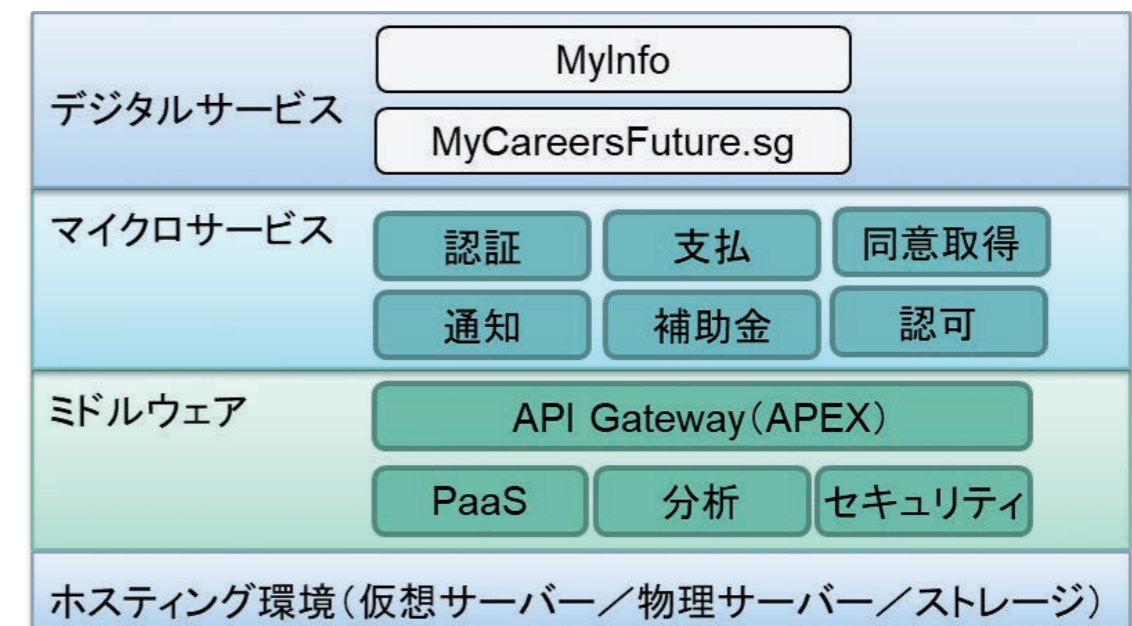 デジタルサービス
MyInfo
MyCareersFuture.sg
マイクロサービス
認証 支払 同意取得
通知 補助金 認可
ミドルウェア
API Gateway(APEX)
PaaS 分析 セキュリティ
ホスティング環境(仮想サーバー/物理サーバー/ストレージ)